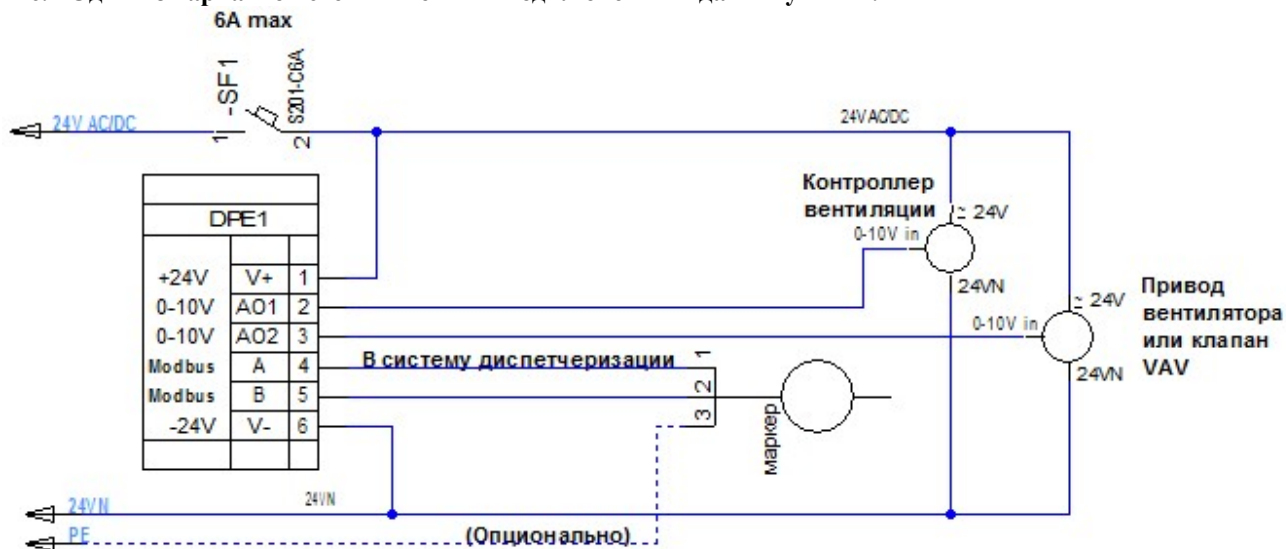 6A max
-SF1
S201-C6A
1
2
24V AC/DC
24VAC/DC
DPE1
+24V V+ 1
0-10V AO1 2
0-10V AO2 3
Modbus A 4
Modbus B 5
-24V V- 6
Контроллер
вентиляции
~ 24V
0-10V in
24VN
~ 24V
0-10V in
24VN
Привод
вентилятора
или клапан
VAV
В систему диспетчеризации
1
2
3
маркер
24VN
24VN
PE
(Опционально)